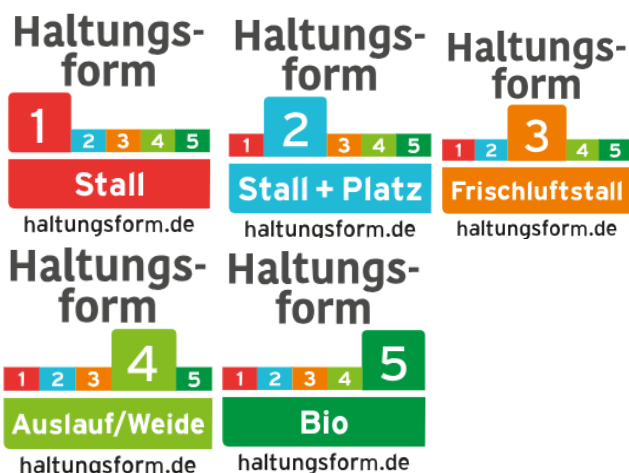 Haltungs-
form
1 2 3 4 5
Stall
haltungsform.de
Haltungs-
form
1 2 3 4 5
Stall + Platz
haltungsform.de
Haltungs-
form
1 2 3 4 5
Frischluftstall
haltungsform.de
Haltungs-
form
1 2 3 4 5
Auslauf/Weide
haltungsform.de
Haltungs-
form
1 2 3 4 5
Bio
haltungsform.de